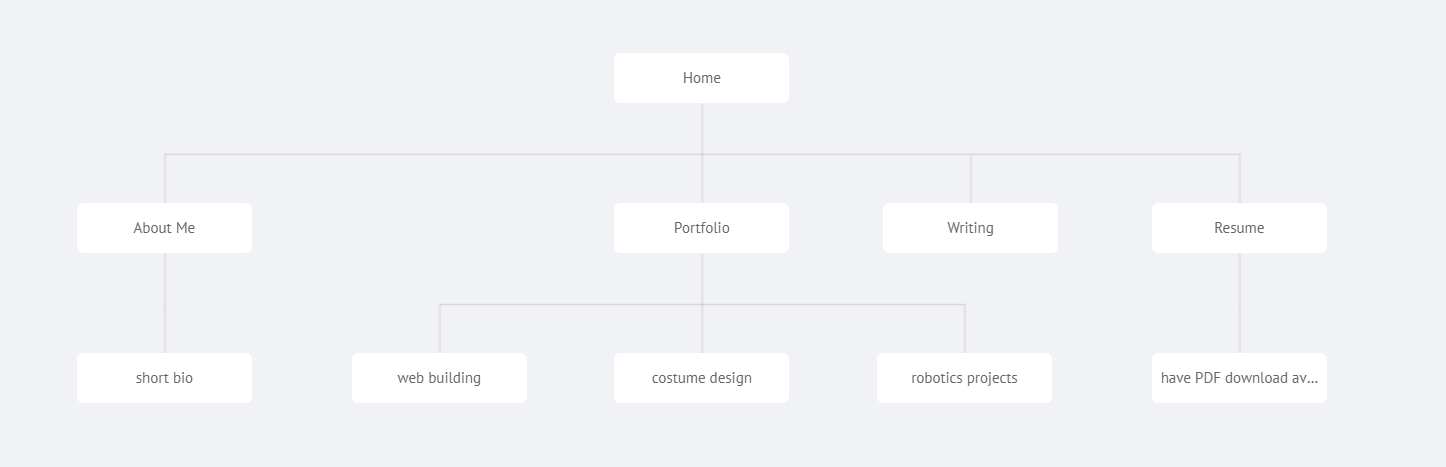 Home
About Me
Portfolio
Writing
Resume
short bio
web building
costume design
robotics projects
have PDF download av...